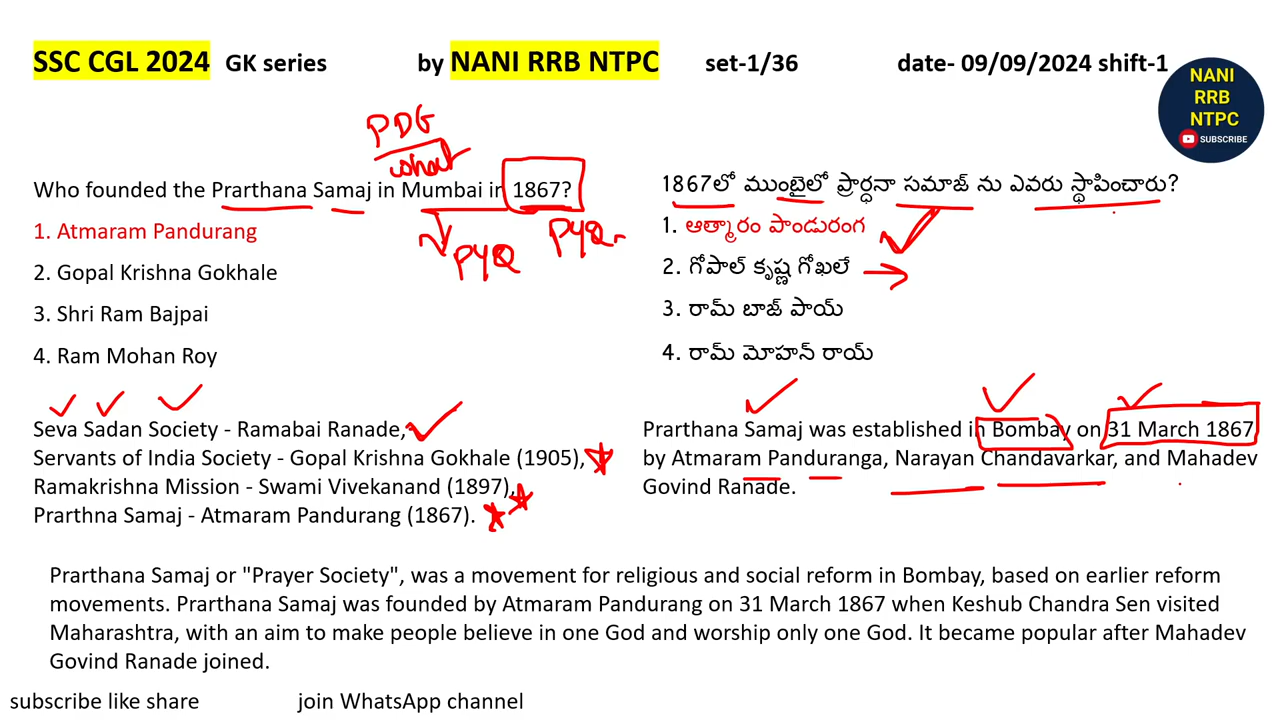 SSC CGL 2024 GK series by NANI RRB NTPC set-1/36 date- 09/09/2024 shift-1
NANI
RRB
NTPC
SUBSCRIBE
PDG
what
Who founded the Prarthana Samaj in Mumbai in 1867?
PYQ
PYQ
1. Atmaram Pandurang
2. Gopal Krishna Gokhale
3. Shri Ram Bajpai
4. Ram Mohan Roy
1867లో ముంబైలో ప్రార్థనా సమాజ్ ను ఎవరు స్థాపించారు?
1. ఆత్మారం పాండురంగ
2. గోపాల్ కృష్ణ గోఖలే
3. రామ్ బాజ్ పాయ్
4. రామ్ మోహన్ రాయ్
Seva Sadan Society - Ramabai Ranade,
Servants of India Society - Gopal Krishna Gokhale (1905),
Ramakrishna Mission - Swami Vivekanand (1897),
Prarthna Samaj - Atmaram Pandurang (1867).
Prarthana Samaj was established in Bombay on 31 March 1867
by Atmaram Panduranga, Narayan Chandavarkar, and Mahadev
Govind Ranade.
Prarthana Samaj or "Prayer Society", was a movement for religious and social reform in Bombay, based on earlier reform
movements. Prarthana Samaj was founded by Atmaram Pandurang on 31 March 1867 when Keshub Chandra Sen visited
Maharashtra, with an aim to make people believe in one God and worship only one God. It became popular after Mahadev
Govind Ranade joined.
subscribe like share join WhatsApp channel